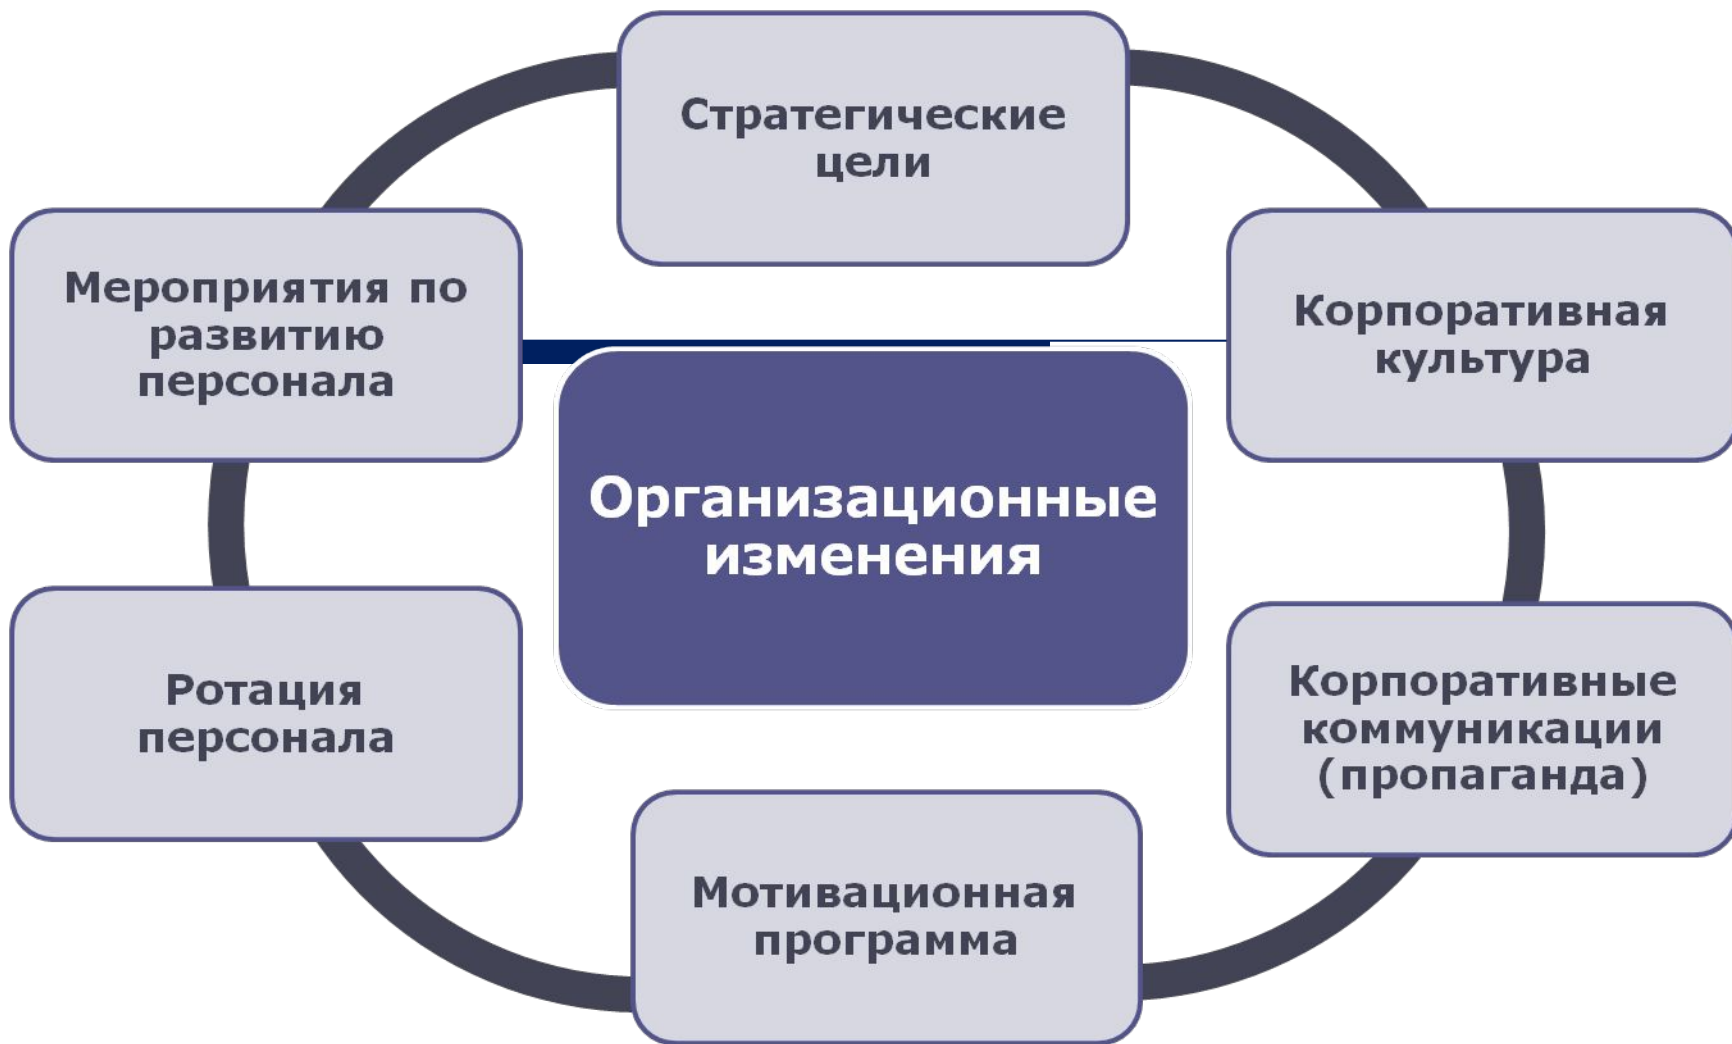 Стратегические
цели
Мероприятия по
развитию
персонала
Корпоративная
культура
Организационные
изменения
Ротация
персонала
Корпоративные
коммуникации
(пропаганда)
Мотивационная
программа